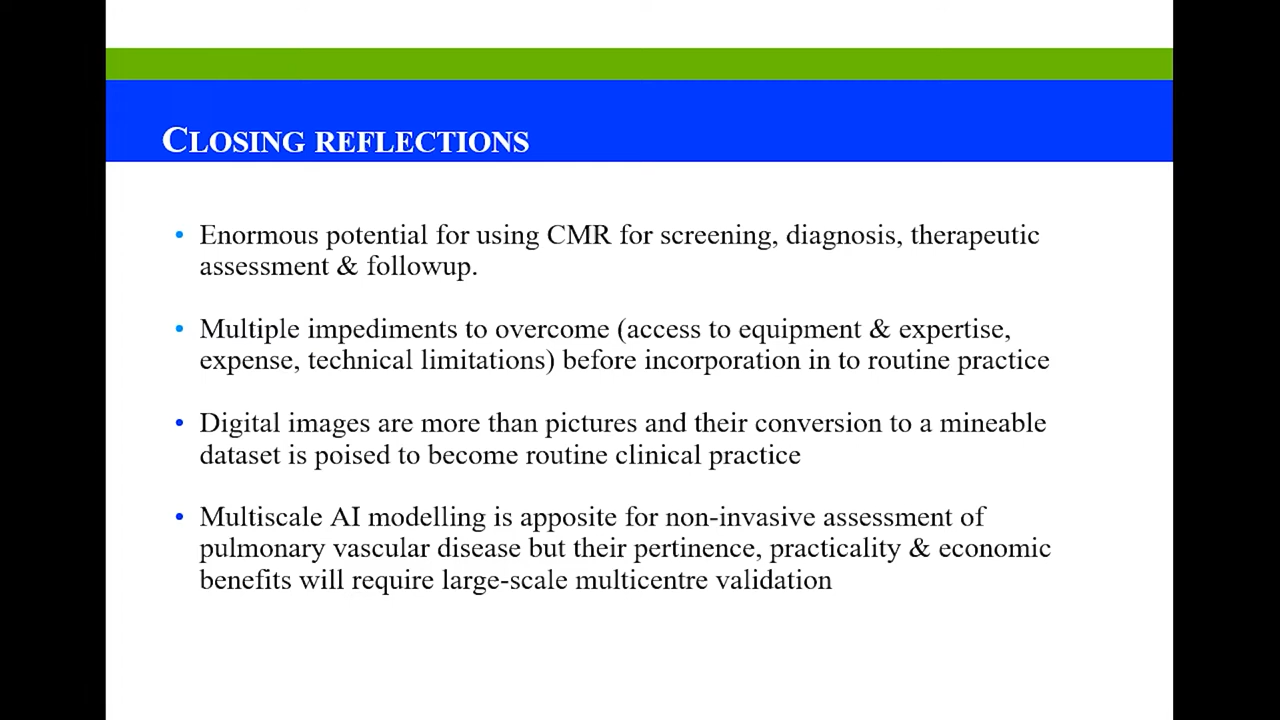 CLOSING REFLECTIONS
• Enormous potential for using CMR for screening, diagnosis, therapeutic
assessment & followup.
• Multiple impediments to overcome (access to equipment & expertise,
expense, technical limitations) before incorporation in to routine practice
• Digital images are more than pictures and their conversion to a mineable
dataset is poised to become routine clinical practice
• Multiscale AI modelling is apposite for non-invasive assessment of
pulmonary vascular disease but their pertinence, practicality & economic
benefits will require large-scale multicentre validation